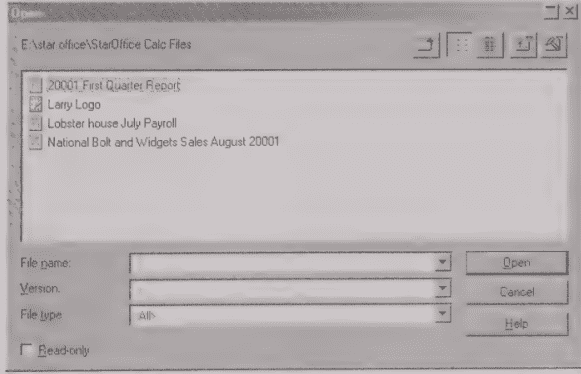 Open
E:\star office\StarOffice Calc Files
20001 First Quarter Report
Larry Logo
Lobster house July Payroll
National Bolt and Widgets Sales August 20001
File name:
Open
Version:
Cancel
File type
<All>
Help
Read-only